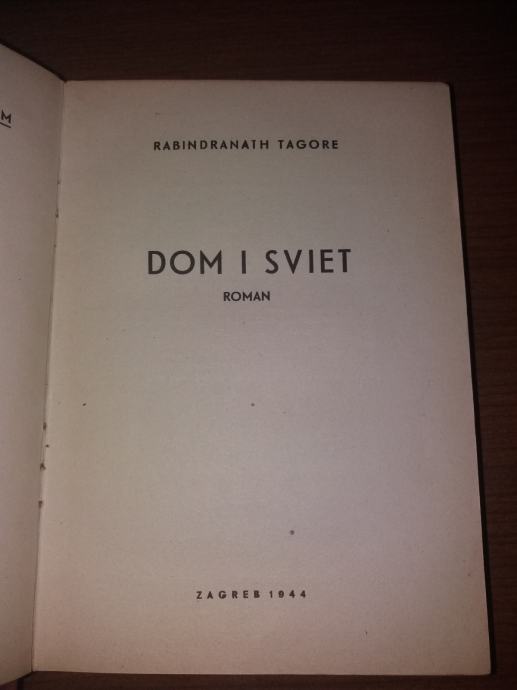 M
RABINDRANATH TAGORE
DOM I SVIET
ROMAN
ZAGREB 1944